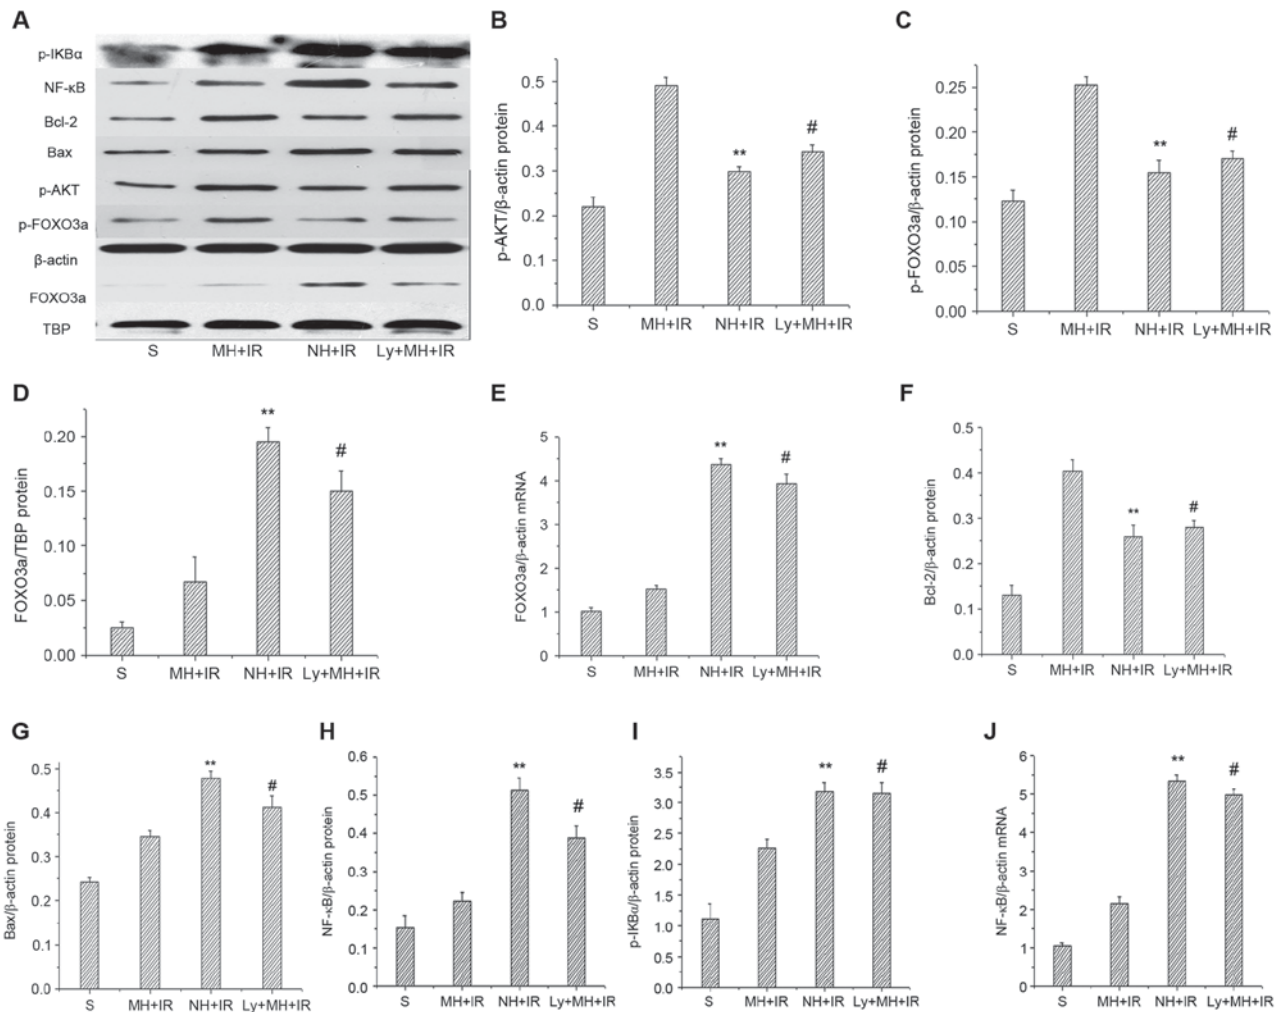 A
p-IKBα
NF-κB
Bcl-2
Bax
p-AKT
p-FOXO3a
β-actin
FOXO3a
TBP
S MH+IR NH+IR Ly+MH+IR
B
p-AKT/β-actin protein
0.5
0.4
0.3
0.2
0.1
0.0
**
#
S MH+IR NH+IR Ly+MH+IR
C
p-FOXO3a/β-actin protein
0.25
0.20
0.15
0.10
0.05
0.00
**
#
S MH+IR NH+IR Ly+MH+IR
D
FOXO3a/TBP protein
0.20
0.15
0.10
0.05
0.00
**
#
S MH+IR NH+IR Ly+MH+IR
E
FOXO3a/β-actin mRNA
5
4
3
2
1
0
**
#
S MH+IR NH+IR Ly+MH+IR
F
Bcl-2/β-actin protein
0.5
0.4
0.3
0.2
0.1
0.0
**
#
S MH+IR NH+IR Ly+MH+IR
G
Bax/β-actin protein
0.5
0.4
0.3
0.2
0.1
0.0
**
#
S MH+IR NH+IR Ly+MH+IR
H
NF-κB/β-actin protein
0.6
0.5
0.4
0.3
0.2
0.1
0.0
**
#
S MH+IR NH+IR Ly+MH+IR
I
p-IKBα/β-actin protein
3.5
3.0
2.5
2.0
1.5
1.0
0.5
0.0
**
#
S MH+IR NH+IR Ly+MH+IR
J
NF-κB/β-actin mRNA
6
5
4
3
2
1
0
**
#
S MH+IR NH+IR Ly+MH+IR